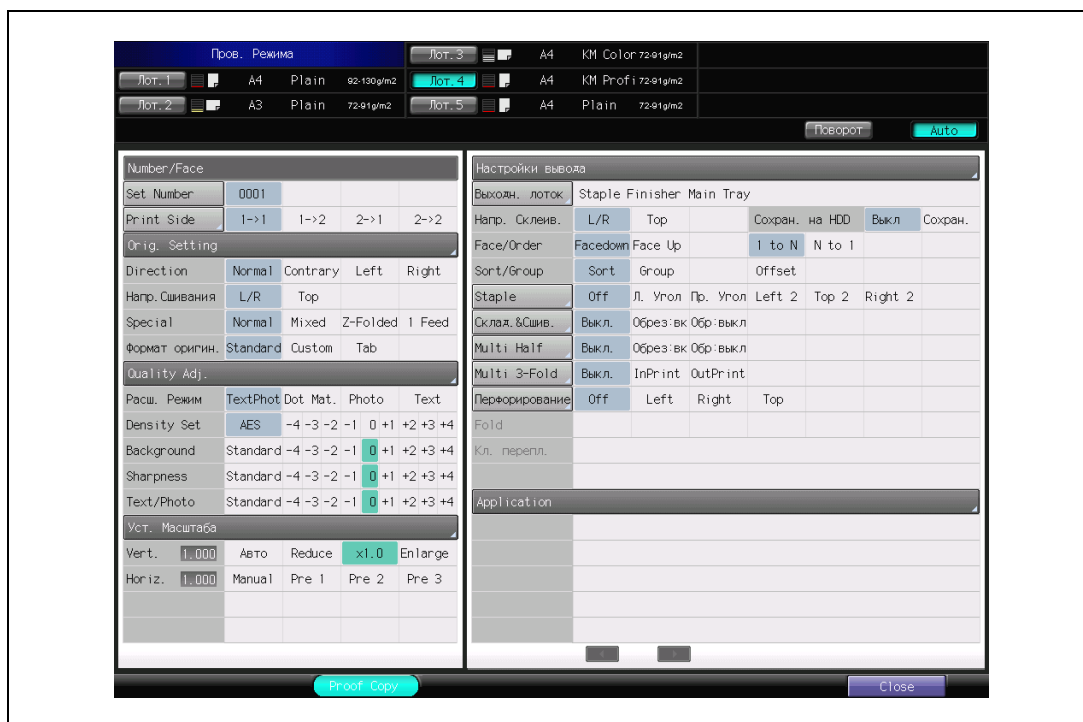 Пров. Режима
Лот.3 A4 KM Color 72-91g/m2
Лот.1 A4 Plain 92-130g/m2
Лот.4 A4 KM Profi 72-91g/m2
Лот.2 A3 Plain 72-91g/m2
Лот.5 A4 Plain 72-91g/m2
Поворот Auto
Number/Face
Set Number 0001
Print Side 1->1 1->2 2->1 2->2
Orig. Setting
Direction Normal Contrary Left Right
Напр.Сшивания L/R Top
Special Normal Mixed Z-Folded 1 Feed
Формат оригин. Standard Custom Tab
Quality Adj.
Расш. Режим TextPhot Dot Mat. Photo Text
Density Set AES -4 -3 -2 -1 0 +1 +2 +3 +4
Background Standard -4 -3 -2 -1 0 +1 +2 +3 +4
Sharpness Standard -4 -3 -2 -1 0 +1 +2 +3 +4
Text/Photo Standard -4 -3 -2 -1 0 +1 +2 +3 +4
Уст. Масштаба
Vert. 1.000 Авто Reduce x1.0 Enlarge
Horiz. 1.000 Manual Pre 1 Pre 2 Pre 3
Настройки вывода
Выходн. лоток Staple Finisher Main Tray
Напр. Склеив. L/R Top Сохран. на HDD Выкл Сохран.
Face/Order Facedown Face Up 1 to N N to 1
Sort/Group Sort Group Offset
Staple Off Л. Угол Пр. Угол Left 2 Top 2 Right 2
Склад.&Сшив. Выкл. Обрез:вк Обр:выкл
Multi Half Выкл. Обрез:вк Обр:выкл
Multi 3-Fold Выкл. InPrint OutPrint
Перфорирование Off Left Right Top
Fold
Кл. перепл.
Application
Proof Copy
Close